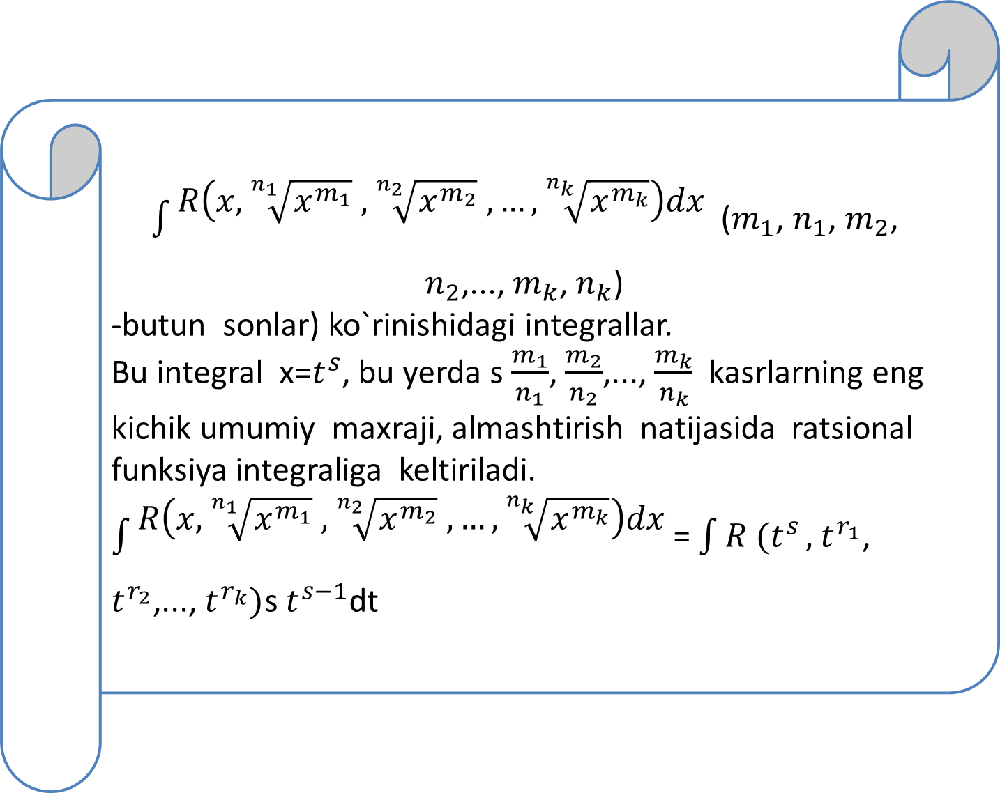 ∫ R(x, ⁿ¹√(x^{m₁}) , ⁿ²√(x^{m₂}) , … , ⁿᵏ√(x^{mₖ}))dx (m₁, n₁, m₂,
n₂,..., mₖ, nₖ)
-butun sonlar) ko`rinishidagi integrallar.
Bu integral x=t^s, bu yerda s m₁/n₁, m₂/n₂,..., mₖ/nₖ kasrlarning eng
kichik umumiy maxraji, almashtirish natijasida ratsional
funksiya integraliga keltiriladi.
∫ R(x, ⁿ¹√(x^{m₁}) , ⁿ²√(x^{m₂}) , … , ⁿᵏ√(x^{mₖ}))dx = ∫ R (t^s , t^{r₁},
t^{r₂},..., t^{rₖ})s t^{s−1}dt